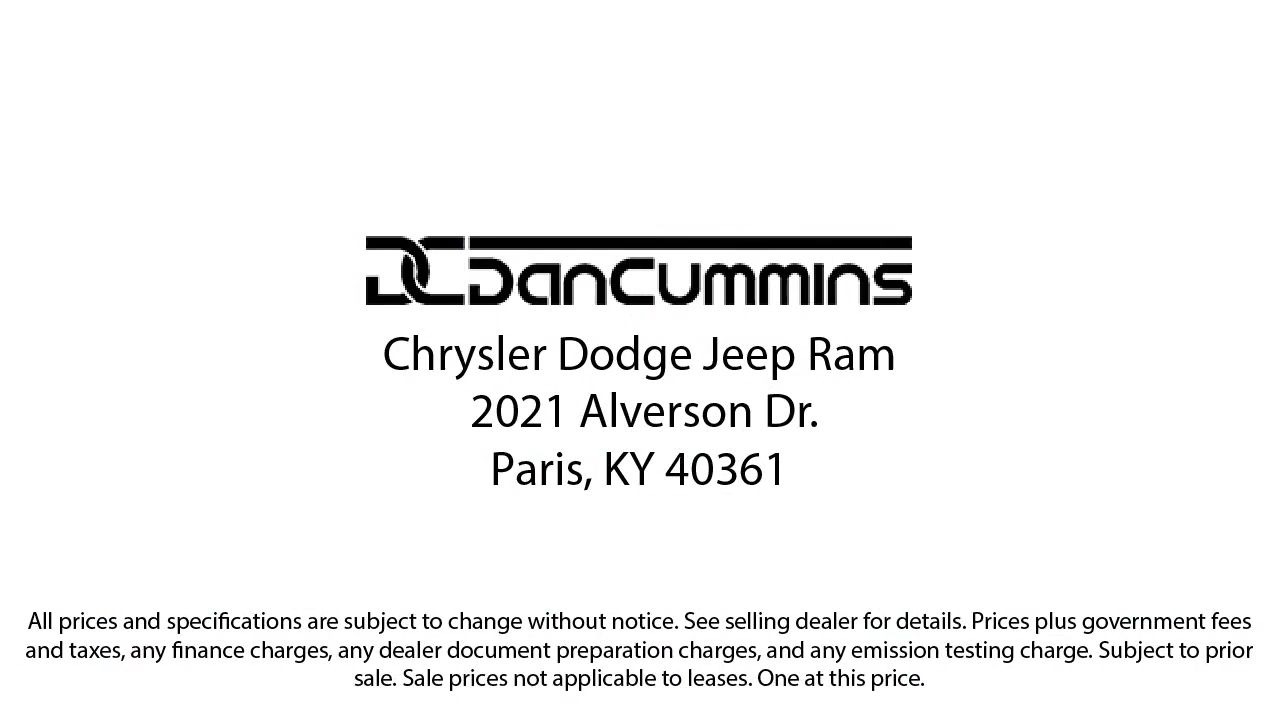 DC DanCummins
Chrysler Dodge Jeep Ram
2021 Alverson Dr.
Paris, KY 40361
All prices and specifications are subject to change without notice. See selling dealer for details. Prices plus government fees
and taxes, any finance charges, any dealer document preparation charges, and any emission testing charge. Subject to prior
sale. Sale prices not applicable to leases. One at this price.